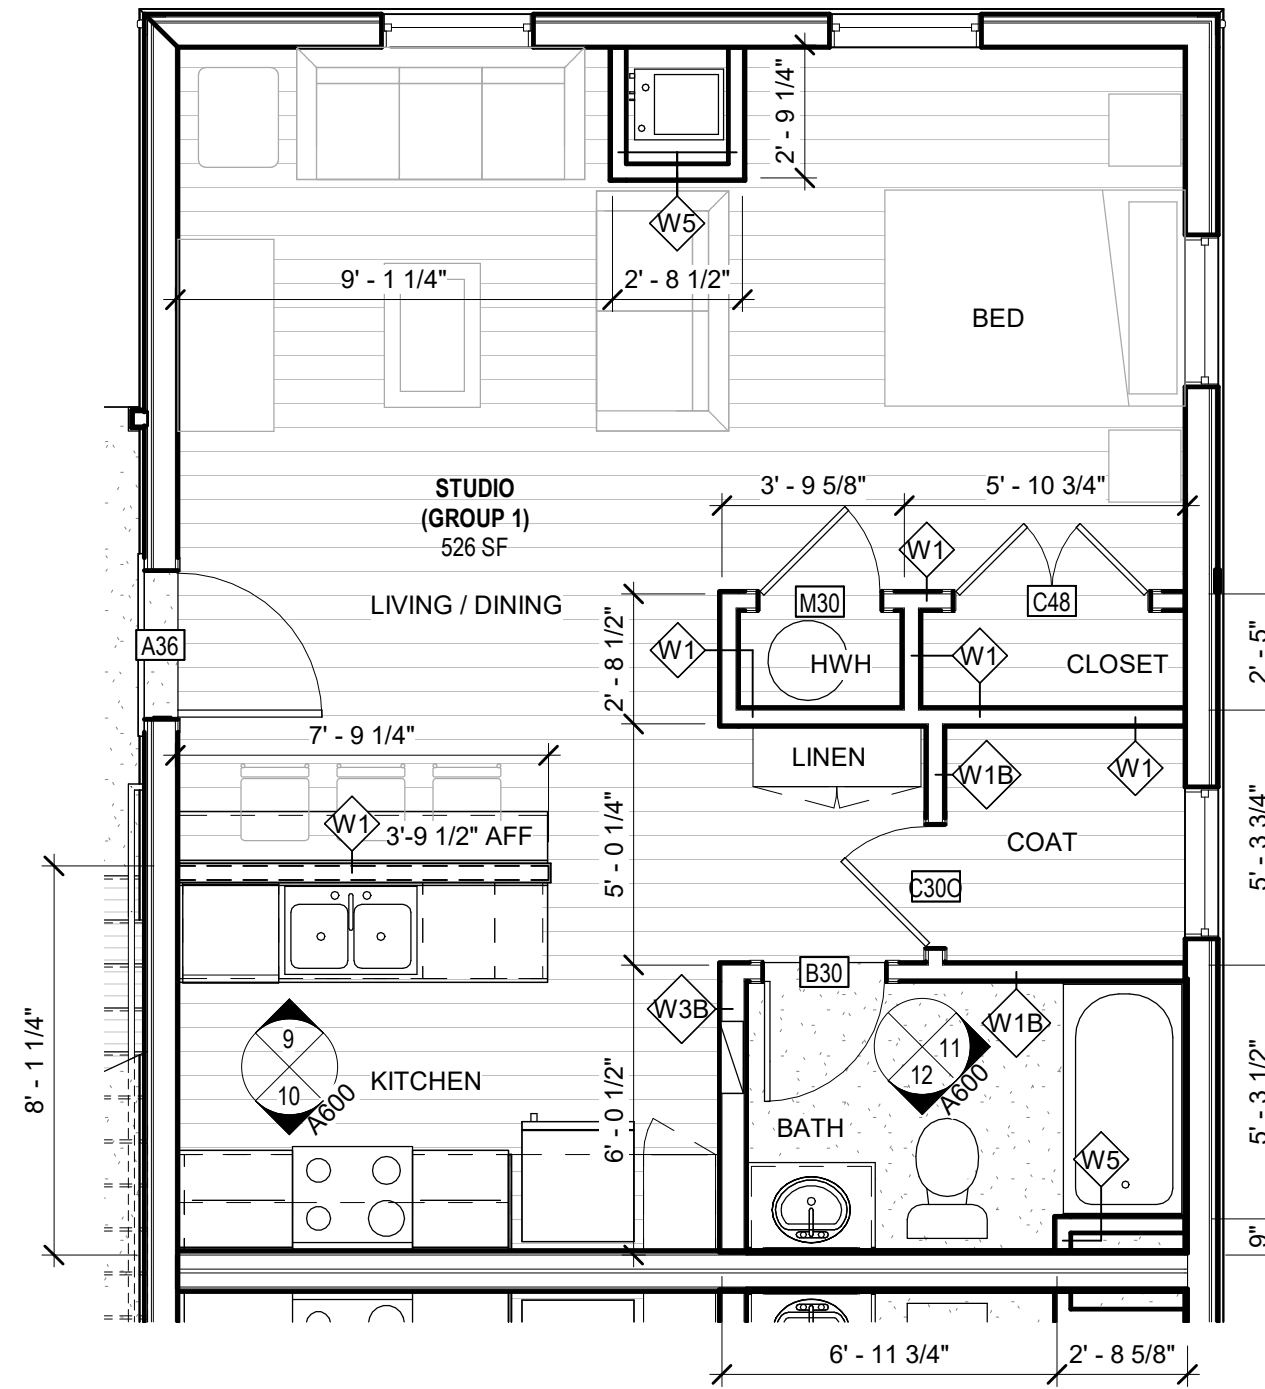 2' - 9 1/4"
W5
9' - 1 1/4"
2' - 8 1/2"
BED
STUDIO
(GROUP 1)
526 SF
3' - 9 5/8"
5' - 10 3/4"
W1
M30
C48
LIVING / DINING
A36
2' - 8 1/2"
W1
HWH
W1
CLOSET
2' - 5"
7' - 9 1/4"
LINEN
W1B
W1
W1
3'-9 1/2" AFF
COAT
5' - 0 1/4"
5' - 3 3/4"
C30C
B30
W3B
W1B
8' - 1 1/4"
9
10
A600
KITCHEN
11
12
A600
6' - 0 1/2"
BATH
5' - 3 1/2"
W5
9"
6' - 11 3/4"
2' - 8 5/8"